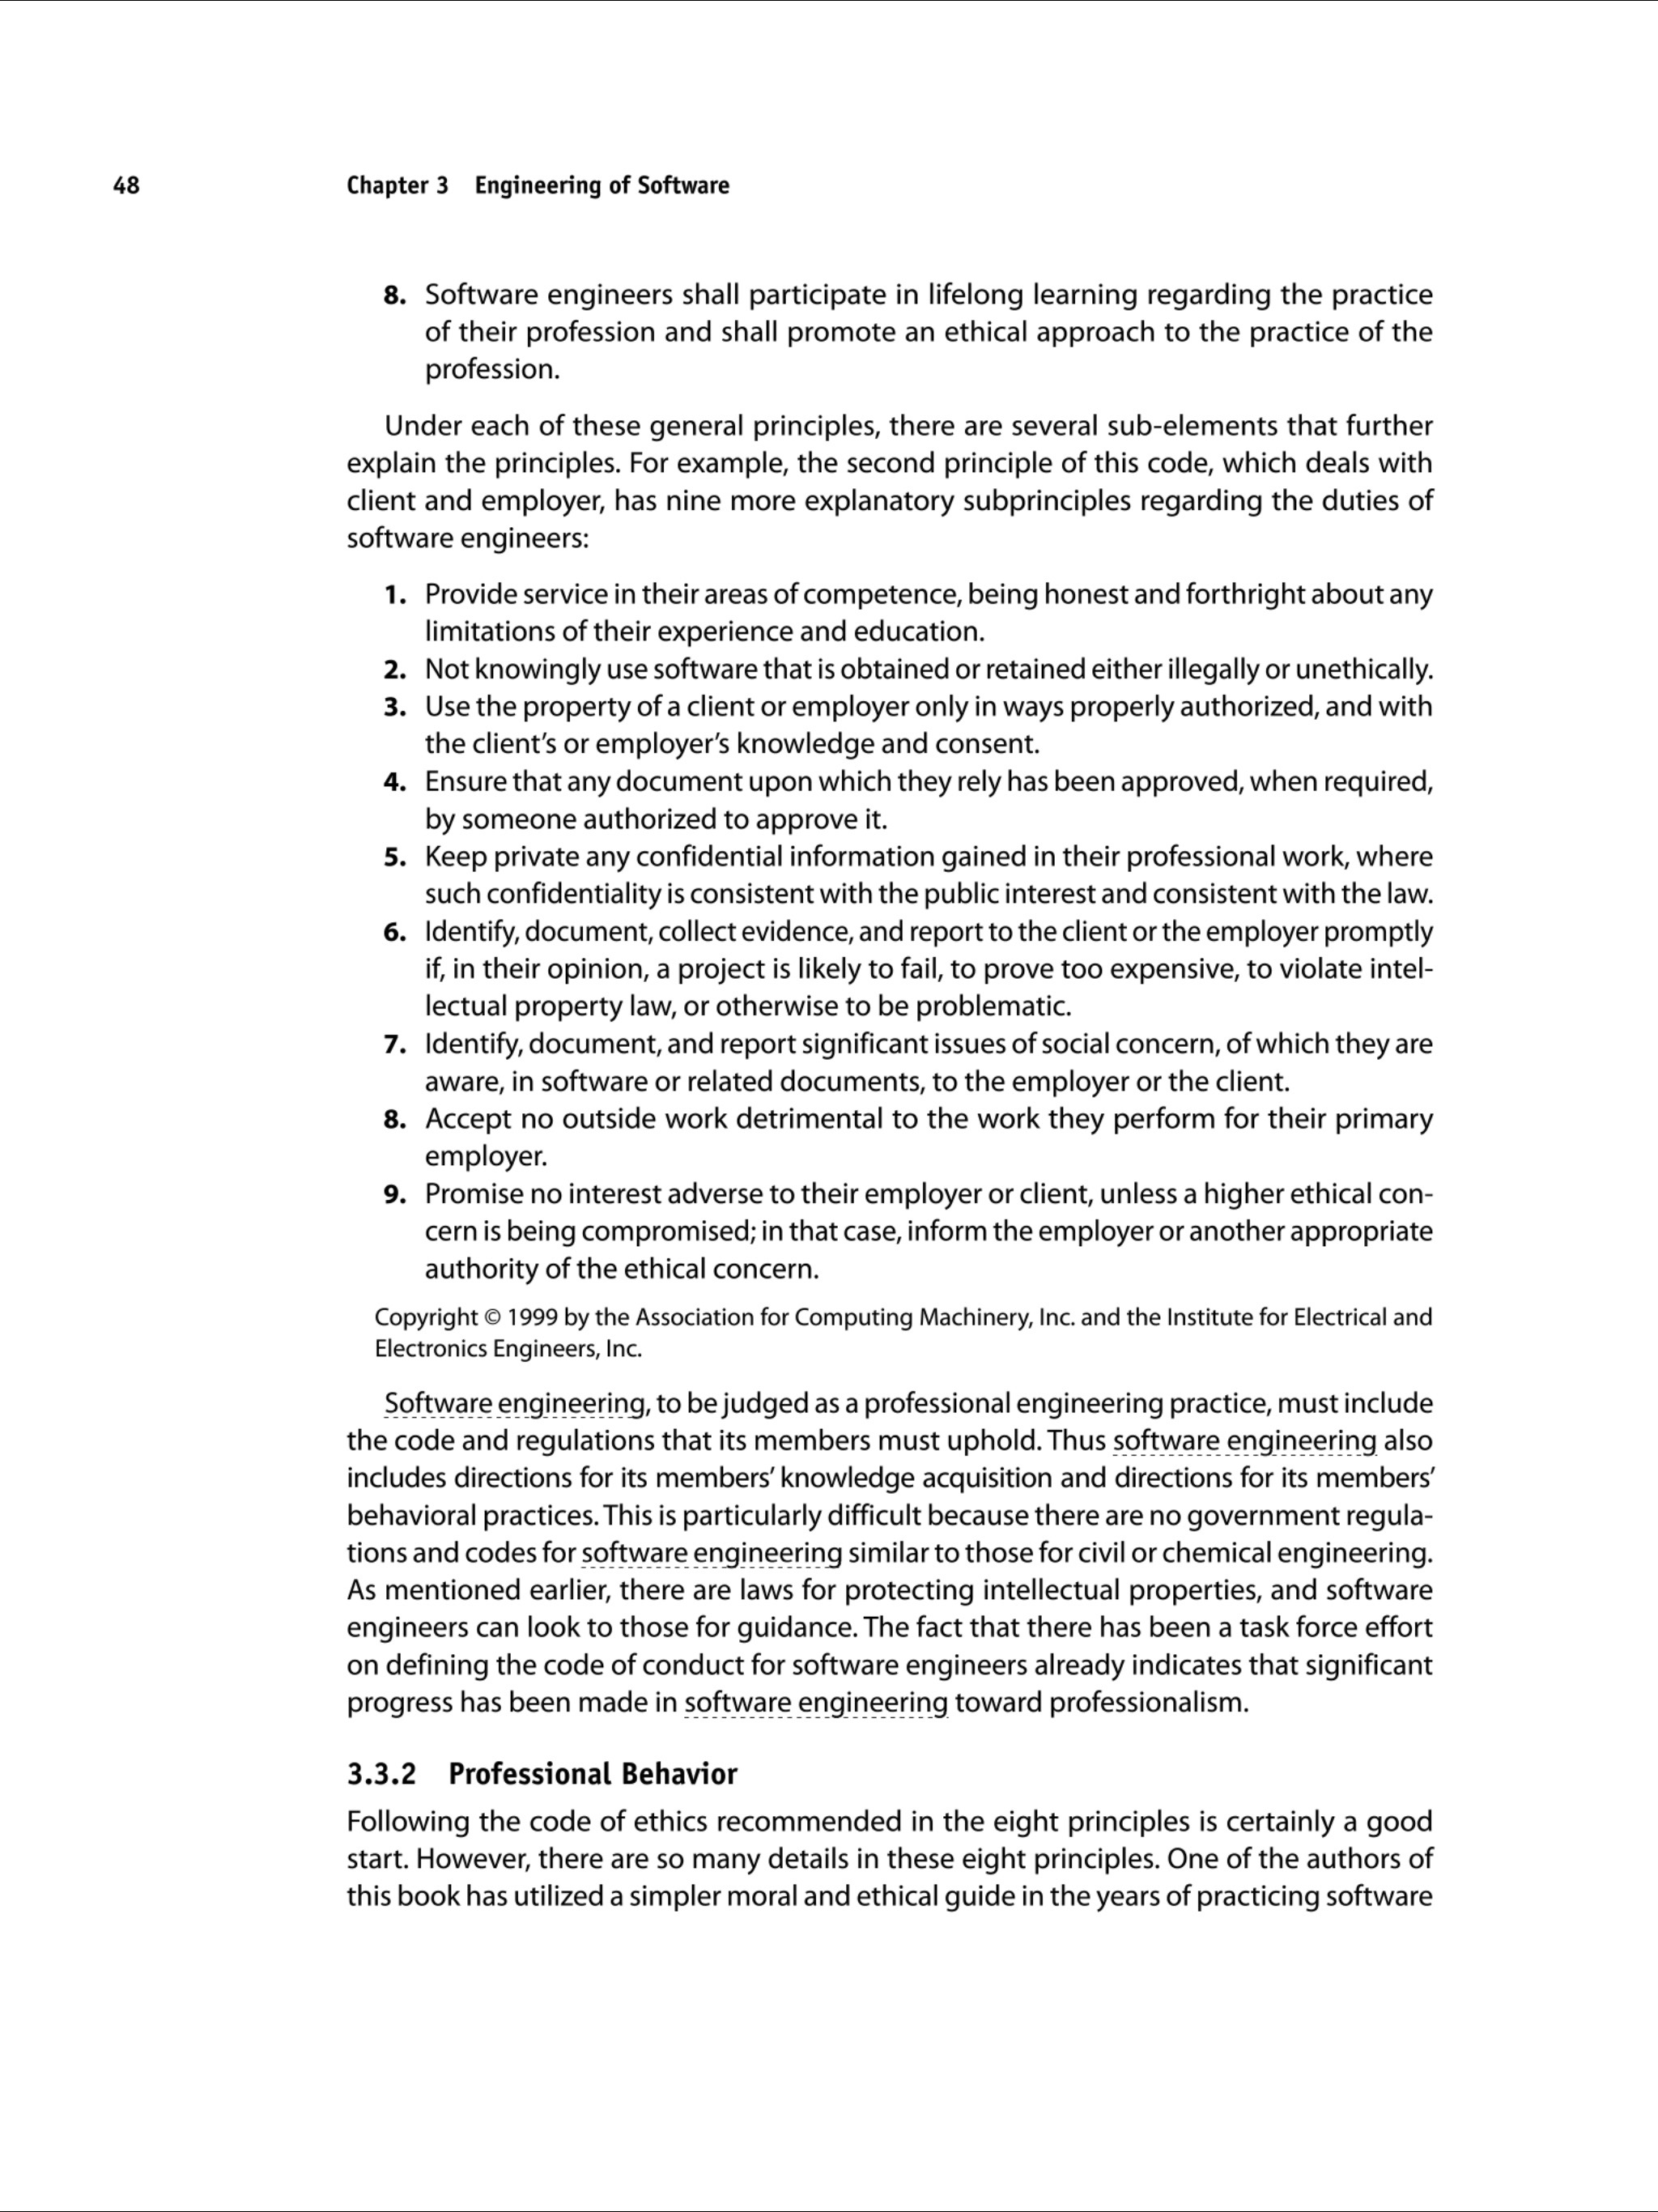 48 Chapter 3 Engineering of Software
8. Software engineers shall participate in lifelong learning regarding the practice
of their profession and shall promote an ethical approach to the practice of the
profession.
Under each of these general principles, there are several sub-elements that further
explain the principles. For example, the second principle of this code, which deals with
client and employer, has nine more explanatory subprinciples regarding the duties of
software engineers:
1. Provide service in their areas of competence, being honest and forthright about any
limitations of their experience and education.
2. Not knowingly use software that is obtained or retained either illegally or unethically.
3. Use the property of a client or employer only in ways properly authorized, and with
the client’s or employer’s knowledge and consent.
4. Ensure that any document upon which they rely has been approved, when required,
by someone authorized to approve it.
5. Keep private any confidential information gained in their professional work, where
such confidentiality is consistent with the public interest and consistent with the law.
6. Identify, document, collect evidence, and report to the client or the employer promptly
if, in their opinion, a project is likely to fail, to prove too expensive, to violate intel-
lectual property law, or otherwise to be problematic.
7. Identify, document, and report significant issues of social concern, of which they are
aware, in software or related documents, to the employer or the client.
8. Accept no outside work detrimental to the work they perform for their primary
employer.
9. Promise no interest adverse to their employer or client, unless a higher ethical con-
cern is being compromised; in that case, inform the employer or another appropriate
authority of the ethical concern.
Copyright © 1999 by the Association for Computing Machinery, Inc. and the Institute for Electrical and
Electronics Engineers, Inc.
Software engineering, to be judged as a professional engineering practice, must include
the code and regulations that its members must uphold. Thus software engineering also
includes directions for its members’ knowledge acquisition and directions for its members’
behavioral practices. This is particularly difficult because there are no government regula-
tions and codes for software engineering similar to those for civil or chemical engineering.
As mentioned earlier, there are laws for protecting intellectual properties, and software
engineers can look to those for guidance. The fact that there has been a task force effort
on defining the code of conduct for software engineers already indicates that significant
progress has been made in software engineering toward professionalism.
3.3.2 Professional Behavior
Following the code of ethics recommended in the eight principles is certainly a good
start. However, there are so many details in these eight principles. One of the authors of
this book has utilized a simpler moral and ethical guide in the years of practicing software